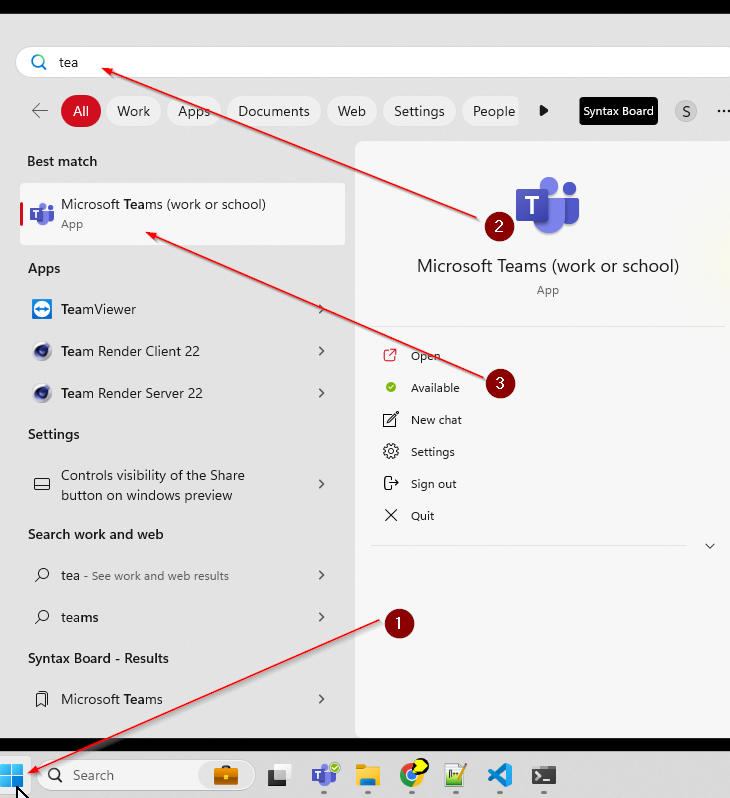 tea
All Work Apps Documents Web Settings People Syntax Board S ...
Best match
Microsoft Teams (work or school)
App
Apps
TeamViewer
Team Render Client 22
Team Render Server 22
Settings
Controls visibility of the Share
button on windows preview
Search work and web
tea - See work and web results
teams
Syntax Board - Results
Microsoft Teams
T
2
Microsoft Teams (work or school)
App
Open
3
Available
New chat
Settings
Sign out
Quit
1
Search